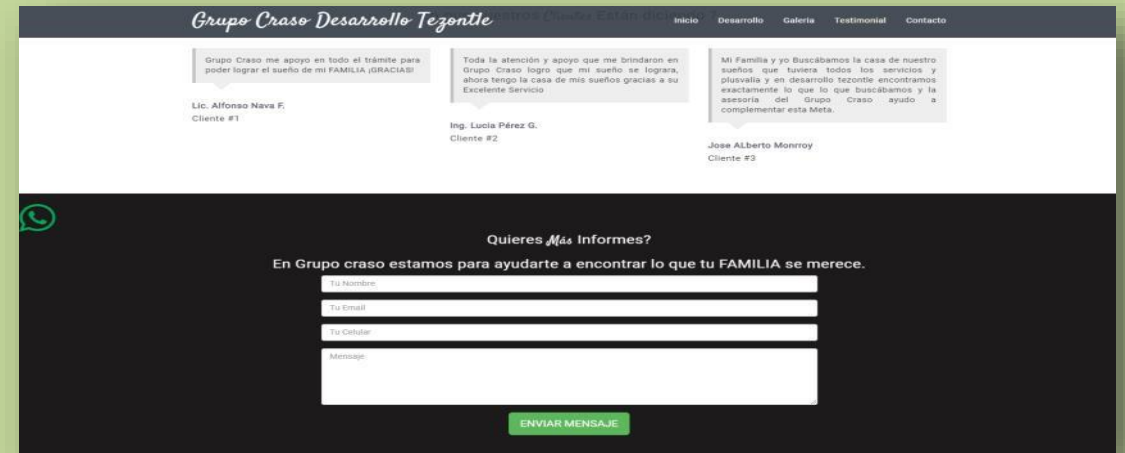 Grupo Craso Desarrollo Tezontle
Inicio Desarrollo Galeria Testimonial Contacto
Grupo Craso me apoyo en todo el trámite para
poder lograr el sueño de mi FAMILIA ¡GRACIAS!
Lic. Alfonso Nava F.
Cliente #1
Toda la atención y apoyo que me brindaron en
Grupo Craso logro que mi sueño se lograra,
ahora tengo la casa de mis sueños gracias a su
Excelente Servicio
Ing. Lucia Pérez G.
Cliente #2
Mi Familia y yo Buscábamos la casa de nuestro
sueños que tuviera todos los servicios y
plusvalía y en desarrollo tezontle encontramos
exactamente lo que lo que buscábamos y la
asesoría del Grupo Craso ayudo a
complementar esta Meta.
Jose ALberto Monrroy
Cliente #3
Quieres Más Informes?
En Grupo craso estamos para ayudarte a encontrar lo que tu FAMILIA se merece.
Tu Nombre
Tu Email
Tu Celular
Mensaje
ENVIAR MENSAJE